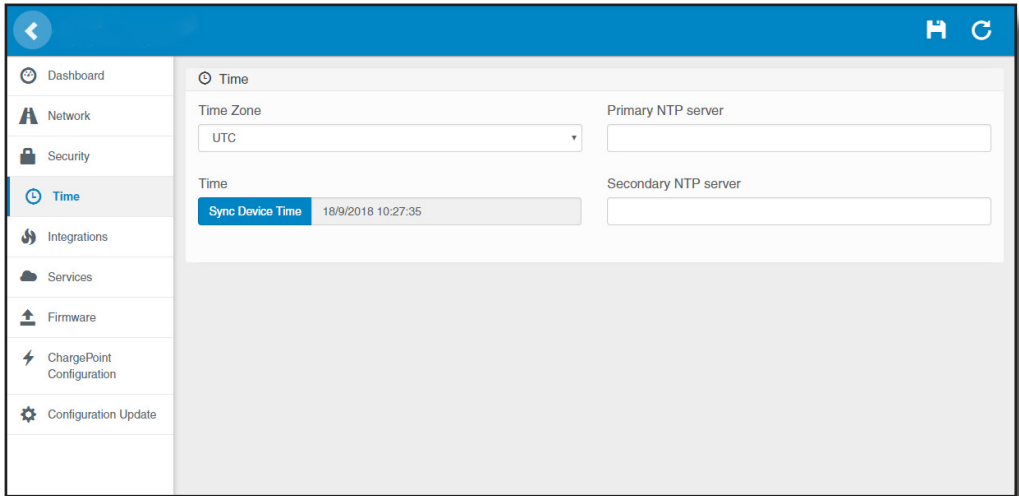 Dashboard
Network
Security
Time
Integrations
Services
Firmware
ChargePoint
Configuration
Configuration Update
Time
Time Zone
UTC
Primary NTP server
Time
Sync Device Time 18/9/2018 10:27:35
Secondary NTP server